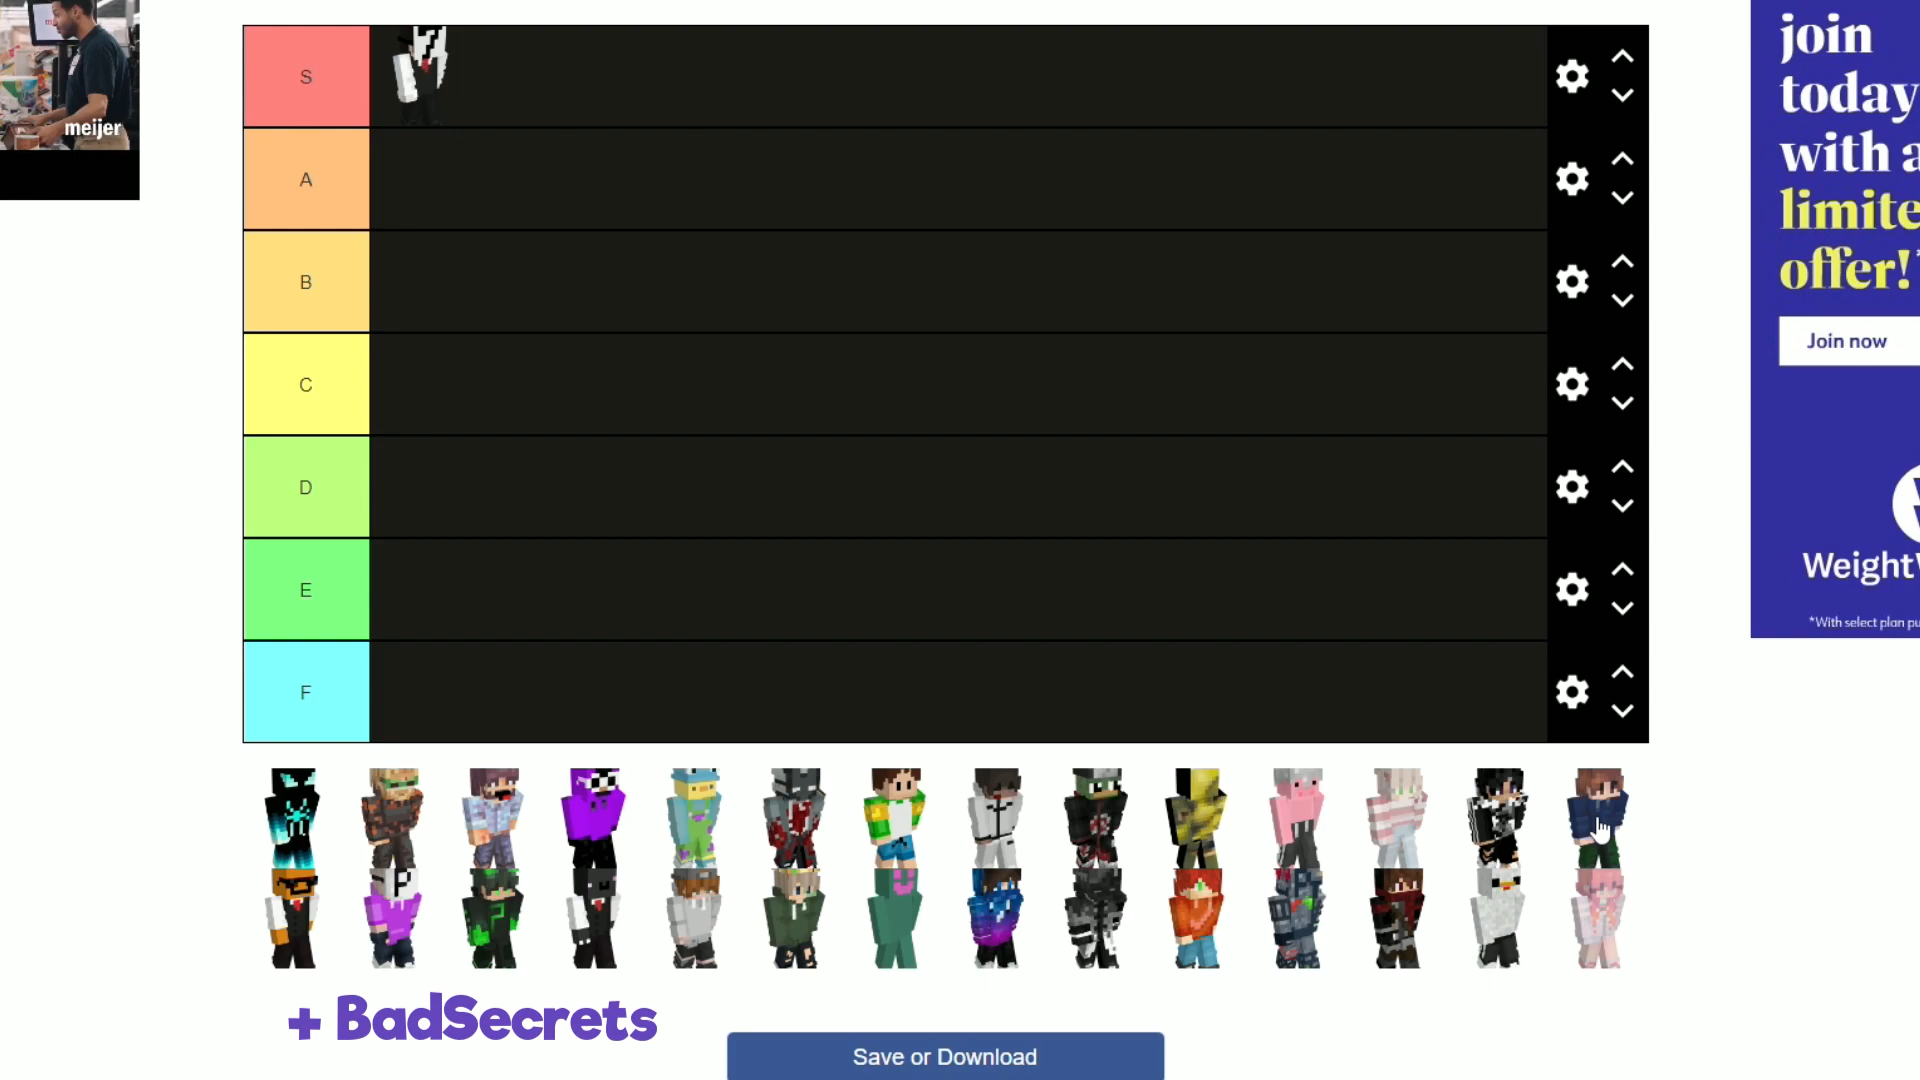 meijer
S
A
B
C
D
E
F
join
today
with a
limite
offer!*
Join now
Weight
*With select plan pu
+ BadSecrets
Save or Download